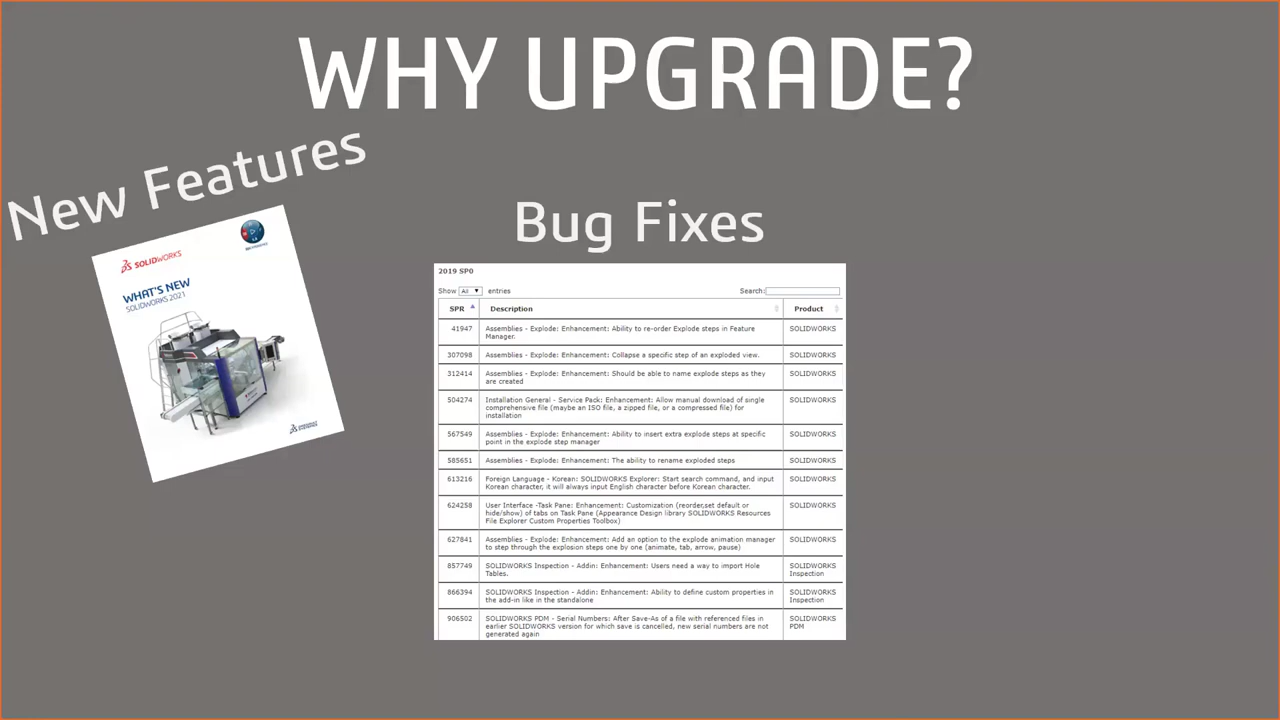 WHY UPGRADE?
New Features
SOLIDWORKS
WHAT'S NEW
SOLIDWORKS 2021
Bug Fixes
2019 SP0
Show All entries
Search:
SPR Description Product
41947 Assemblies - Explode: Enhancement: Ability to re-order Explode steps in Feature SOLIDWORKS
Manager.
307098 Assemblies - Explode: Enhancement: Collapse a specific step of an exploded view. SOLIDWORKS
312414 Assemblies - Explode: Enhancement: Should be able to name explode steps as they SOLIDWORKS
are created
504274 Installation General - Service Pack: Enhancement: Allow manual download of single SOLIDWORKS
comprehensive file (maybe an ISO file, a zipped file, or a compressed file) for
installation
567549 Assemblies - Explode: Enhancement: Ability to insert extra explode steps at specific SOLIDWORKS
point in the explode step manager
585651 Assemblies - Explode: Enhancement: The ability to rename exploded steps SOLIDWORKS
613216 Foreign Language - Korean: SOLIDWORKS Explorer: Start search command, and input SOLIDWORKS
Korean character, it will always input English character before Korean character.
624258 User Interface -Task Pane: Enhancement: Customization (reorder,set default or SOLIDWORKS
hide/show) of tabs on Task Pane (Appearance Design library SOLIDWORKS Resources
File Explorer Custom Properties Toolbox)
627841 Assemblies - Explode: Enhancement: Add an option to the explode animation manager SOLIDWORKS
to step through the explosion steps one by one (animate, tab, arrow, pause)
857749 SOLIDWORKS Inspection - Addin: Enhancement: Users need a way to import Hole SOLIDWORKS
Tables. Inspection
866394 SOLIDWORKS Inspection - Addin: Enhancement: Ability to define custom properties in SOLIDWORKS
the add-in like in the standalone Inspection
906502 SOLIDWORKS PDM - Serial Numbers: After Save-As of a file with referenced files in SOLIDWORKS
earlier SOLIDWORKS version for which save is cancelled, new serial numbers are not PDM
generated again